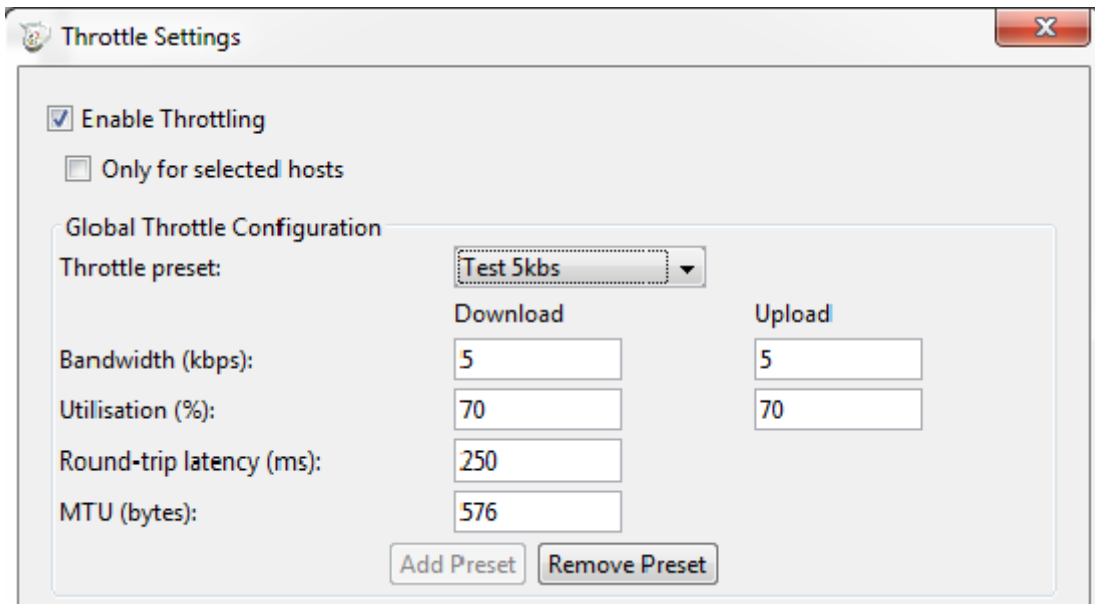 Throttle Settings
Enable Throttling
Only for selected hosts
Global Throttle Configuration
Throttle preset: Test 5kbs
Download Upload
Bandwidth (kbps): 5 5
Utilisation (%): 70 70
Round-trip latency (ms): 250
MTU (bytes): 576
Add Preset Remove Preset